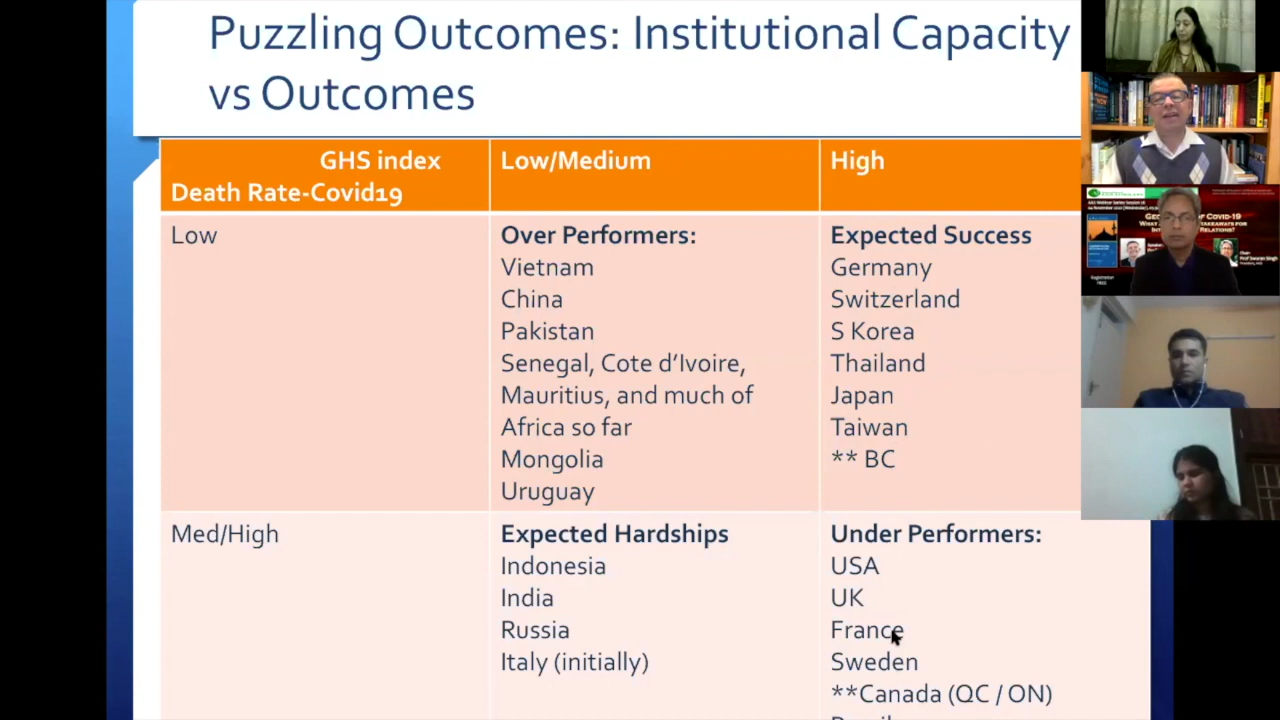 Puzzling Outcomes: Institutional Capacity
vs Outcomes
GHS index
Death Rate-Covid19
Low/Medium
High
Low
Over Performers:
Vietnam
China
Pakistan
Senegal, Cote d'Ivoire,
Mauritius, and much of
Africa so far
Mongolia
Uruguay
Expected Success
Germany
Switzerland
S Korea
Thailand
Japan
Taiwan
** BC
Med/High
Expected Hardships
Indonesia
India
Russia
Italy (initially)
Under Performers:
USA
UK
France
Sweden
**Canada (QC / ON)